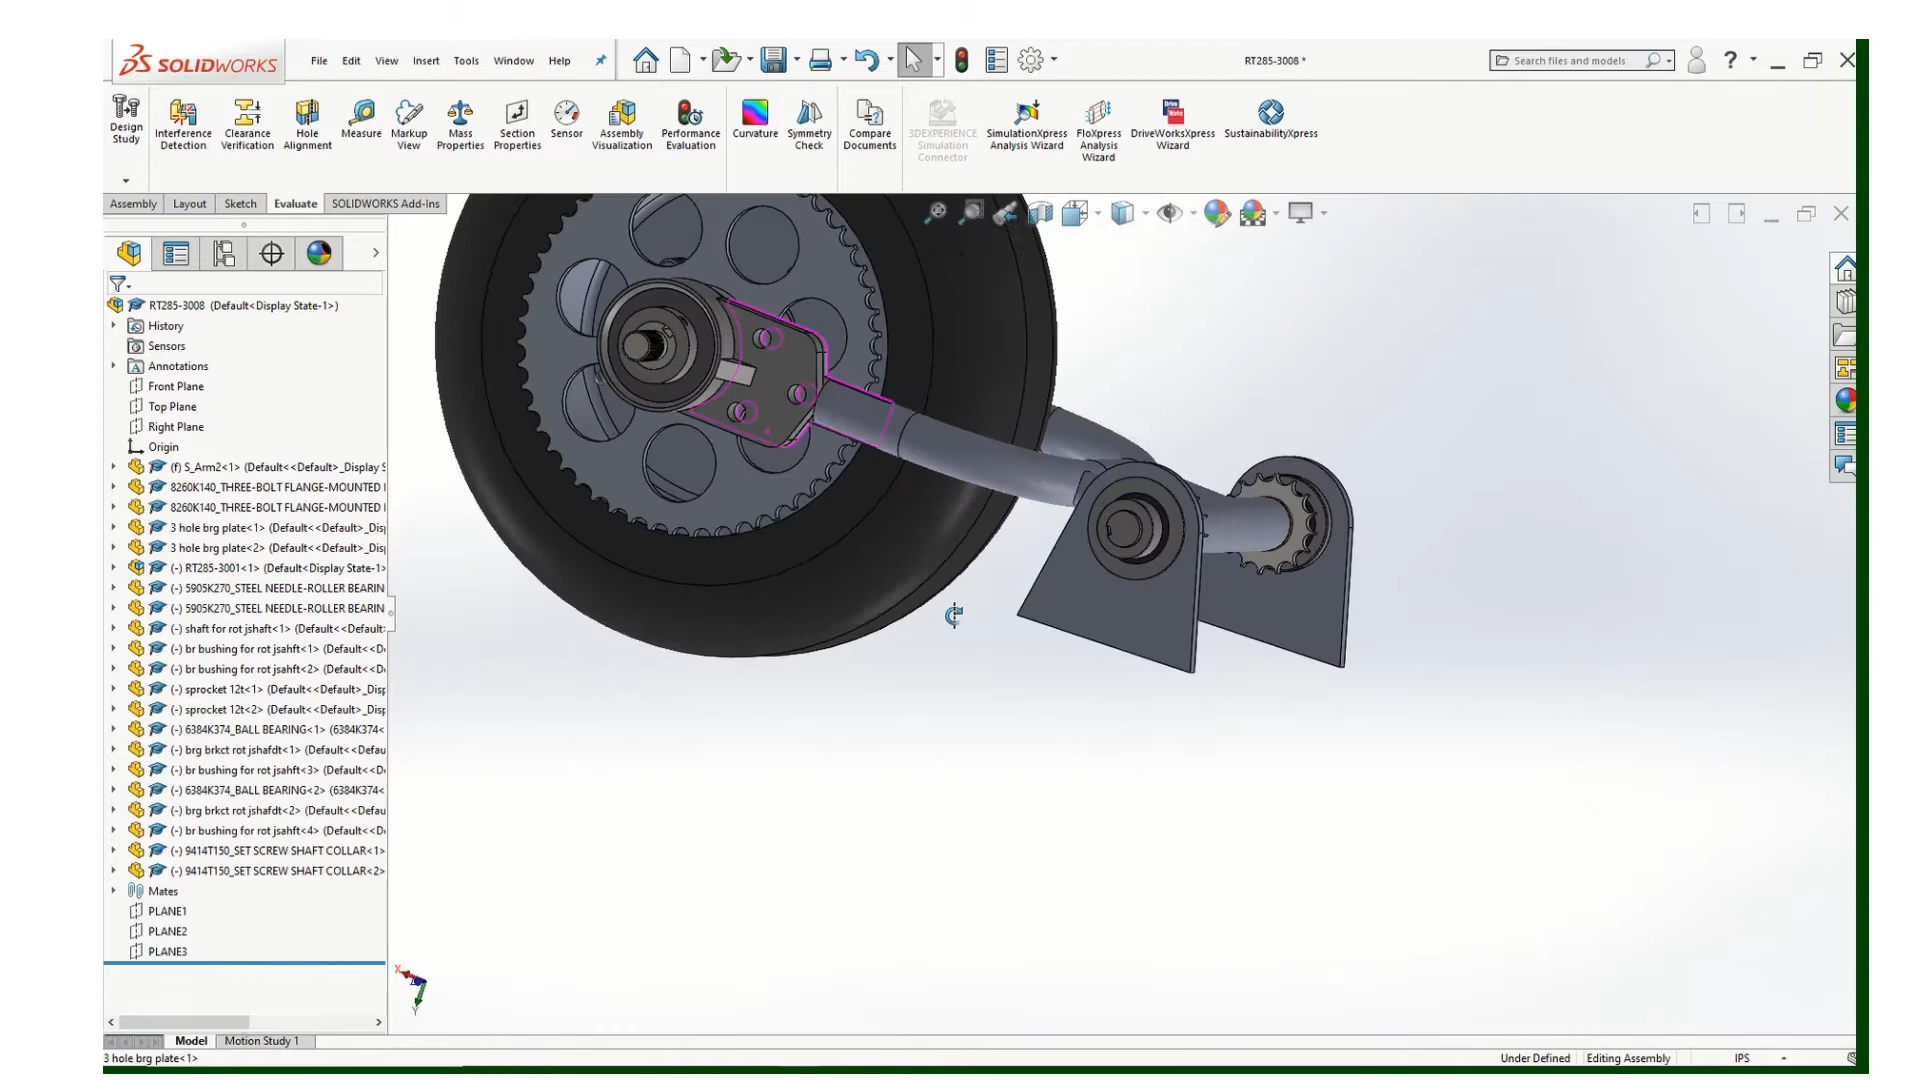 SOLIDWORKS File Edit View Insert Tools Window Help RT285-3008 * Search files and models ?
Design Study
Interference Detection
Clearance Verification
Hole Alignment
Measure
Markup View
Mass Properties
Section Properties
Sensor
Assembly Visualization
Performance Evaluation
Curvature
Symmetry Check
Compare Documents
3DEXPERIENCE Simulation Connector
SimulationXpress Analysis Wizard
FloXpress Analysis Wizard
DriveWorksXpress Wizard
SustainabilityXpress
Assembly Layout Sketch Evaluate SOLIDWORKS Add-Ins
RT285-3008 (Default<Display State-1>)
History
Sensors
Annotations
Front Plane
Top Plane
Right Plane
Origin
(f) S_Arm2<1> (Default<<Default>_Display S
8260K140_THREE-BOLT FLANGE-MOUNTED
8260K140_THREE-BOLT FLANGE-MOUNTED
3 hole brg plate<1> (Default<<Default>_Disp
3 hole brg plate<2> (Default<<Default>_Disp
(-) RT285-3001<1> (Default<Display State-1>
(-) 5905K270_STEEL NEEDLE-ROLLER BEARIN
(-) 5905K270_STEEL NEEDLE-ROLLER BEARIN
(-) shaft for rot jshaft<1> (Default<<Default:
(-) br bushing for rot jsahft<1> (Default<<D
(-) br bushing for rot jsahft<2> (Default<<D
(-) sprocket 12t<1> (Default<<Default>_Disp
(-) sprocket 12t<2> (Default<<Default>_Disp
(-) 6384K374_BALL BEARING<1> (6384K374<
(-) brg brkct rot jshafdt<1> (Default<<Defau
(-) br bushing for rot jsahft<3> (Default<<D
(-) 6384K374_BALL BEARING<2> (6384K374<
(-) brg brkct rot jshafdt<2> (Default<<Defau
(-) br bushing for rot jsahft<4> (Default<<D
(-) 9414T150_SET SCREW SHAFT COLLAR<1>
(-) 9414T150_SET SCREW SHAFT COLLAR<2>
Mates
PLANE1
PLANE2
PLANE3
X
Y
Model Motion Study 1
3 hole brg plate<1> Under Defined Editing Assembly IPS